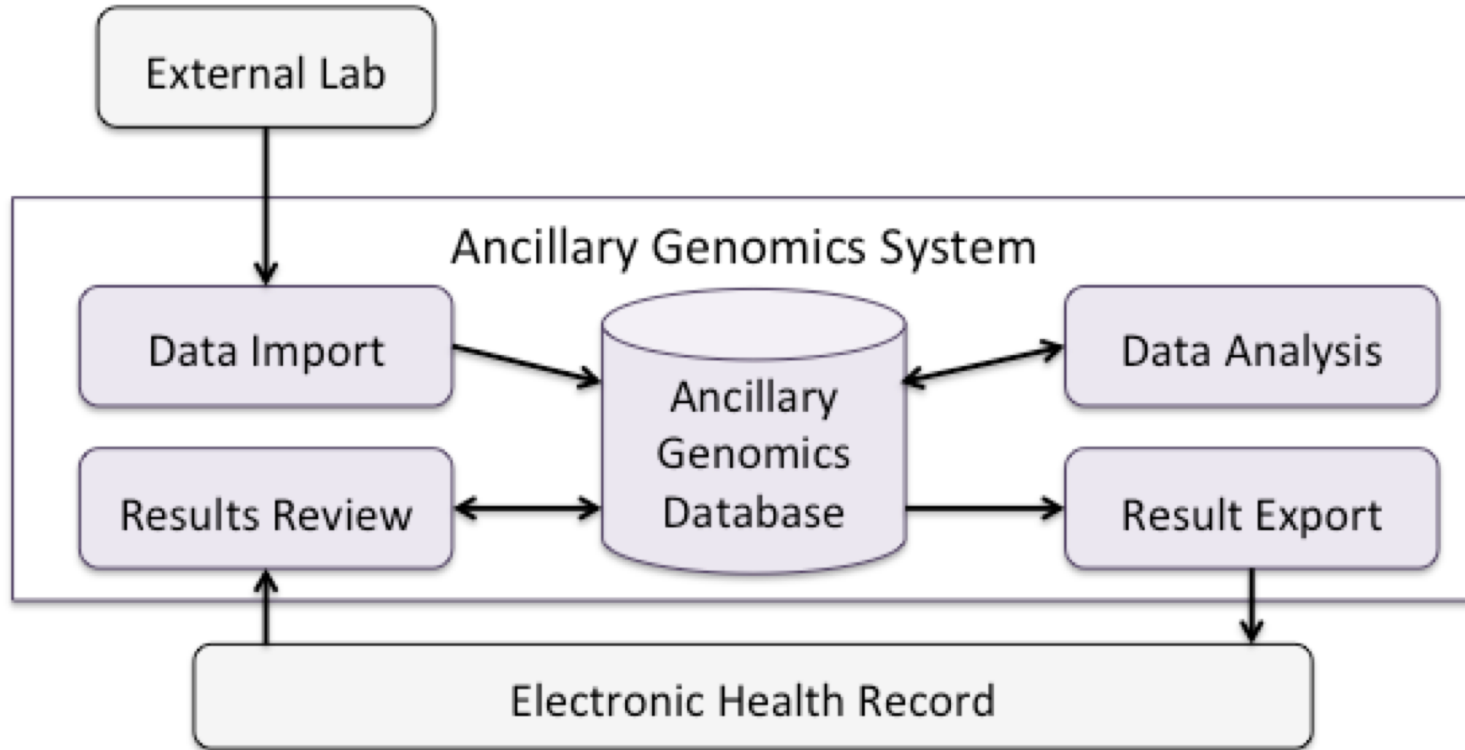 External Lab
Ancillary Genomics System
Data Import
Ancillary
Genomics
Database
Data Analysis
Results Review
Result Export
Electronic Health Record